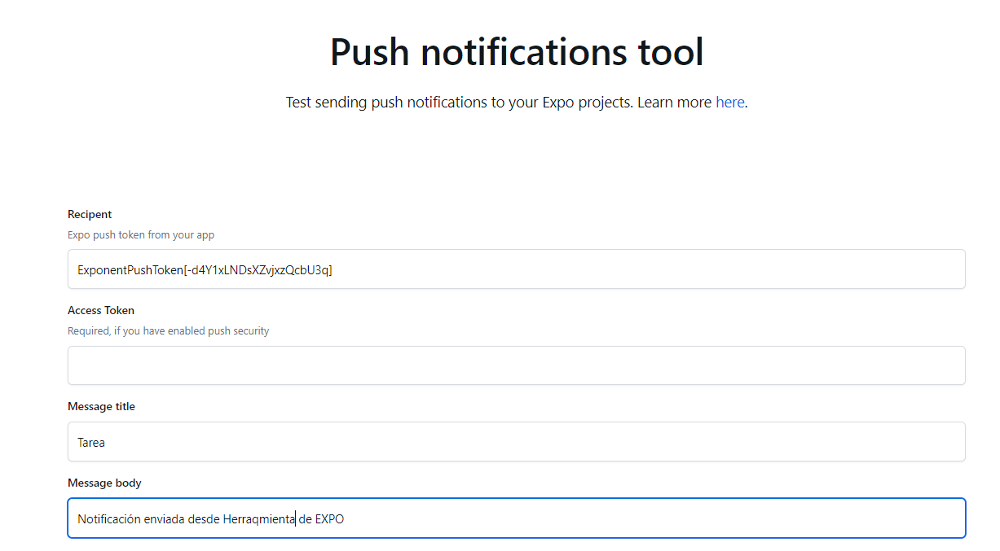 Push notifications tool
Test sending push notifications to your Expo projects. Learn more here.
Recipent
Expo push token from your app
ExponentPushToken[-d4Y1xLNDsXZvjxzQcbU3q]
Access Token
Required, if you have enabled push security
Message title
Tarea
Message body
Notificación enviada desde Herraqmienta de EXPO